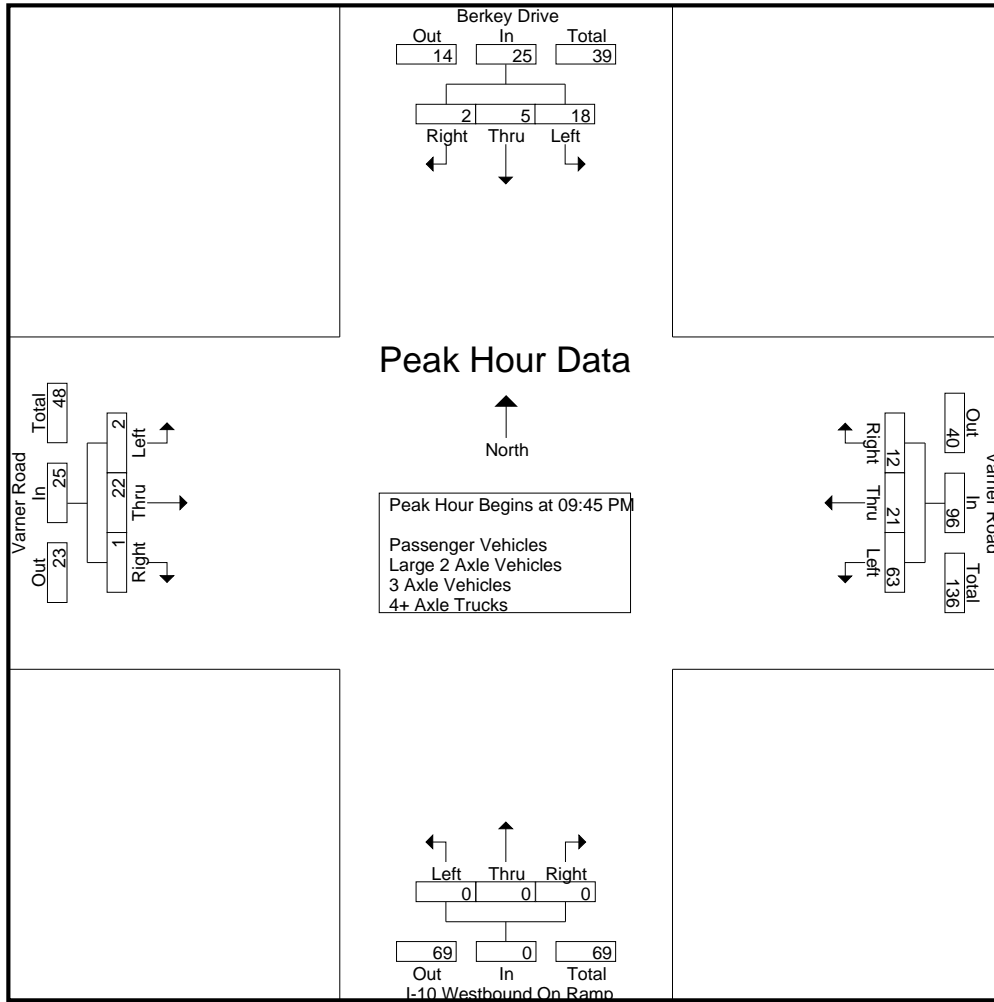 Berkey Drive
Out In Total
14 25 39
2 5 18
Right Thru Left
Peak Hour Data
North
Peak Hour Begins at 09:45 PM
Passenger Vehicles
Large 2 Axle Vehicles
3 Axle Vehicles
4+ Axle Trucks
Varner Road
Out In Total
23 25 48
Left Thru Right
2 22 1
Varner Road
Out In Total
40 96 136
Right Thru Left
12 21 63
Left Thru Right
0 0 0
69 0 69
Out In Total
I-10 Westbound On Ramp